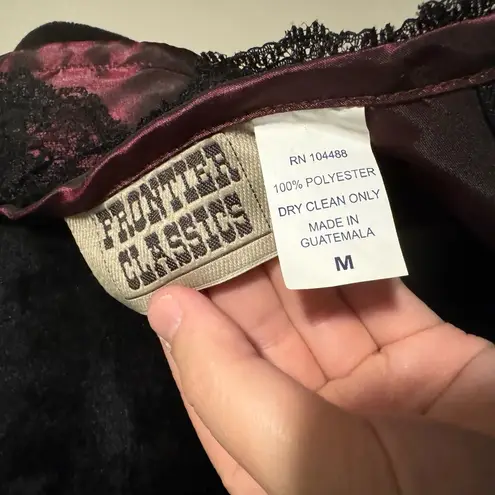 FRONTIER
CLASSICS
RN 104488
100% POLYESTER
DRY CLEAN ONLY
MADE IN
GUATEMALA
M